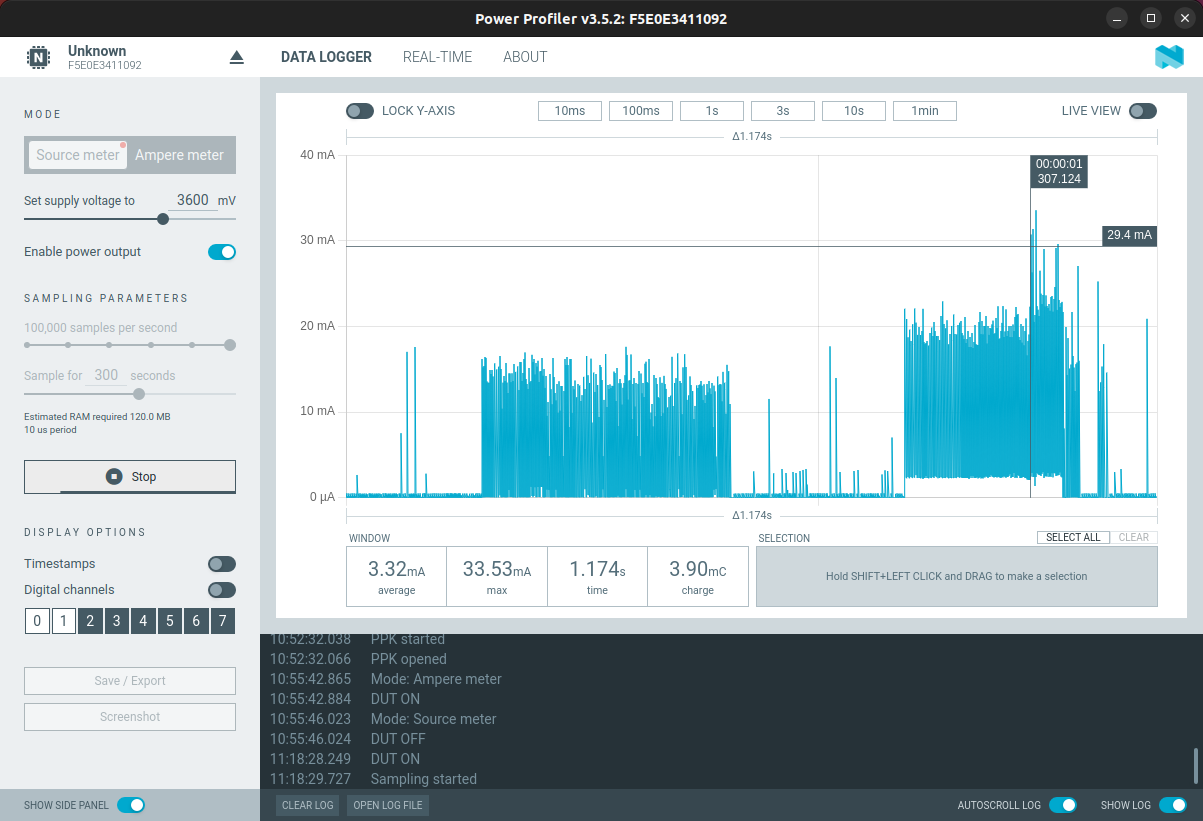 Power Profiler v3.5.2: F5E0E3411092
N
Unknown
F5E0E3411092
DATA LOGGER REAL-TIME ABOUT
MODE
Source meter Ampere meter
Set supply voltage to 3600 mV
Enable power output
SAMPLING PARAMETERS
100,000 samples per second
Sample for 300 seconds
Estimated RAM required 120.0 MB
10 us period
Stop
DISPLAY OPTIONS
Timestamps
Digital channels
0 1 2 3 4 5 6 7
Save / Export
Screenshot
SHOW SIDE PANEL
LOCK Y-AXIS 10ms 100ms 1s 3s 10s 1min LIVE VIEW
Δ1.174s
40 mA
00:00:01
307.124
30 mA
29.4 mA
20 mA
10 mA
0 µA
Δ1.174s
WINDOW
3.32mA 33.53mA 1.174s 3.90mC
average max time charge
SELECTION SELECT ALL CLEAR
Hold SHIFT+LEFT CLICK and DRAG to make a selection
10:52:32.038 PPK started
10:52:32.066 PPK opened
10:55:42.865 Mode: Ampere meter
10:55:42.884 DUT ON
10:55:46.023 Mode: Source meter
10:55:46.024 DUT OFF
11:18:28.249 DUT ON
11:18:29.727 Sampling started
CLEAR LOG OPEN LOG FILE AUTOSCROLL LOG SHOW LOG